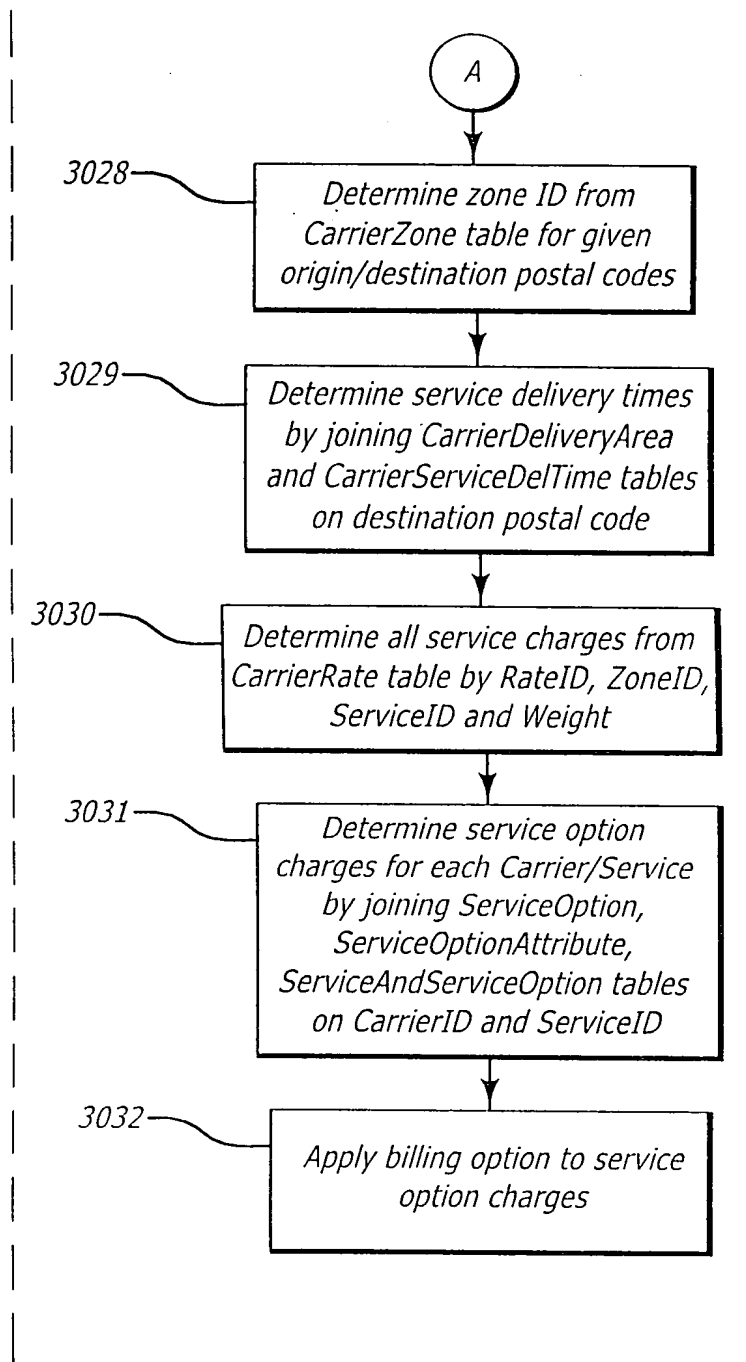 A
3028
Determine zone ID from
CarrierZone table for given
origin/destination postal codes
3029
Determine service delivery times
by joining CarrierDeliveryArea
and CarrierServiceDelTime tables
on destination postal code
3030
Determine all service charges from
CarrierRate table by RateID, ZoneID,
ServiceID and Weight
3031
Determine service option
charges for each Carrier/Service
by joining ServiceOption,
ServiceOptionAttribute,
ServiceAndServiceOption tables
on CarrierID and ServiceID
3032
Apply billing option to service
option charges